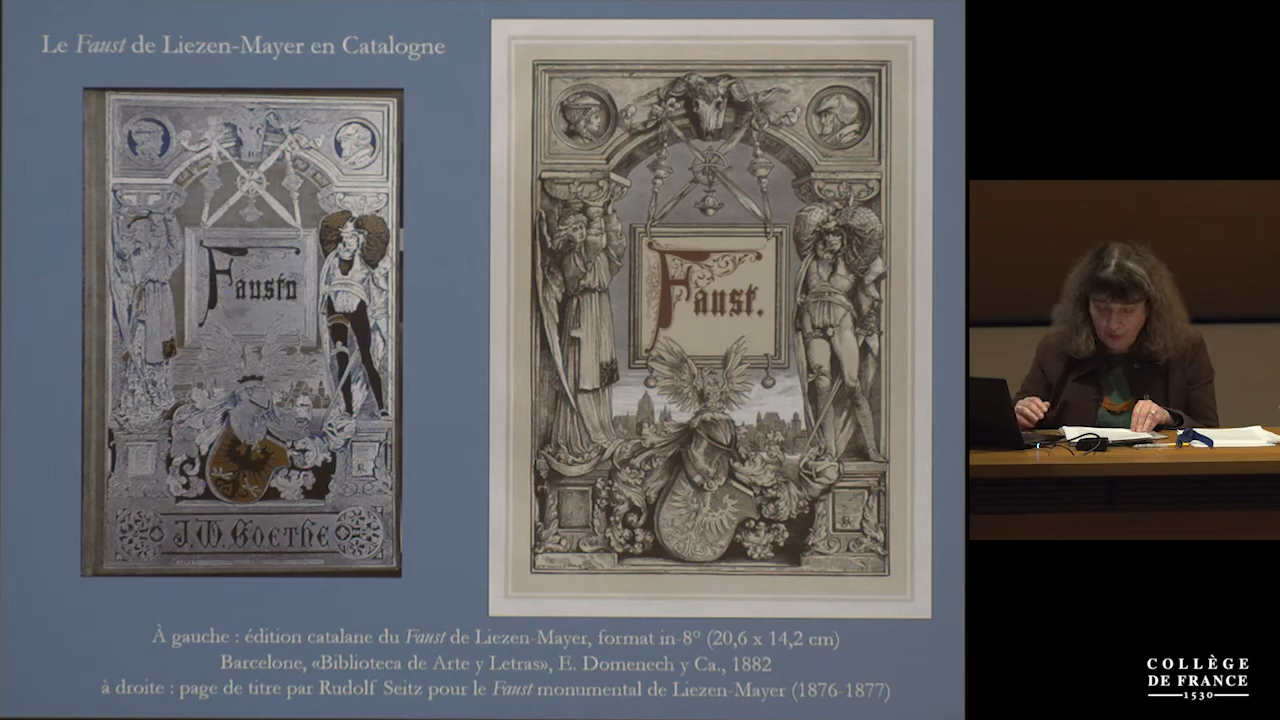 Le Faust de Liezen-Mayer en Catalogne
Fausto
J.W. GOETHE
Faust.
À gauche : édition catalane du Faust de Liezen-Mayer, format in-8° (20,6 x 14,2 cm)
Barcelone, «Biblioteca de Arte y Letras», E. Domenech y Ca., 1882
à droite : page de titre par Rudolf Seitz pour le Faust monumental de Liezen-Mayer (1876-1877)
COLLÈGE
DE FRANCE
1530